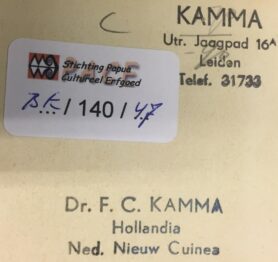 C
KAMMA
Utr. Jaagpad 16A
Leiden
Telef. 31733
PACE
Stichting Papua
Cultureel Erfgoed
BK / 140 / 47
Dr. F. C. KAMMA
Hollandia
Ned. Nieuw Guinea